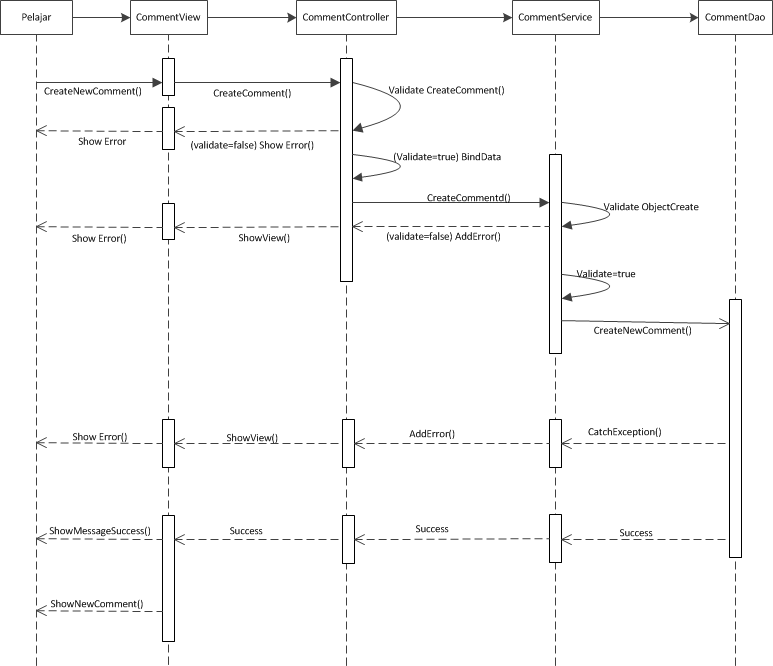 Pelajar
CommentView
CommentController
CommentService
CommentDao
CreateNewComment()
CreateComment()
Validate CreateComment()
Show Error
(validate=false) Show Error()
(Validate=true) BindData
CreateCommentd()
Validate ObjectCreate
Show Error()
ShowView()
(validate=false) AddError()
Validate=true
CreateNewComment()
Show Error()
ShowView()
AddError()
CatchException()
ShowMessageSuccess()
Success
Success
Success
ShowNewComment()